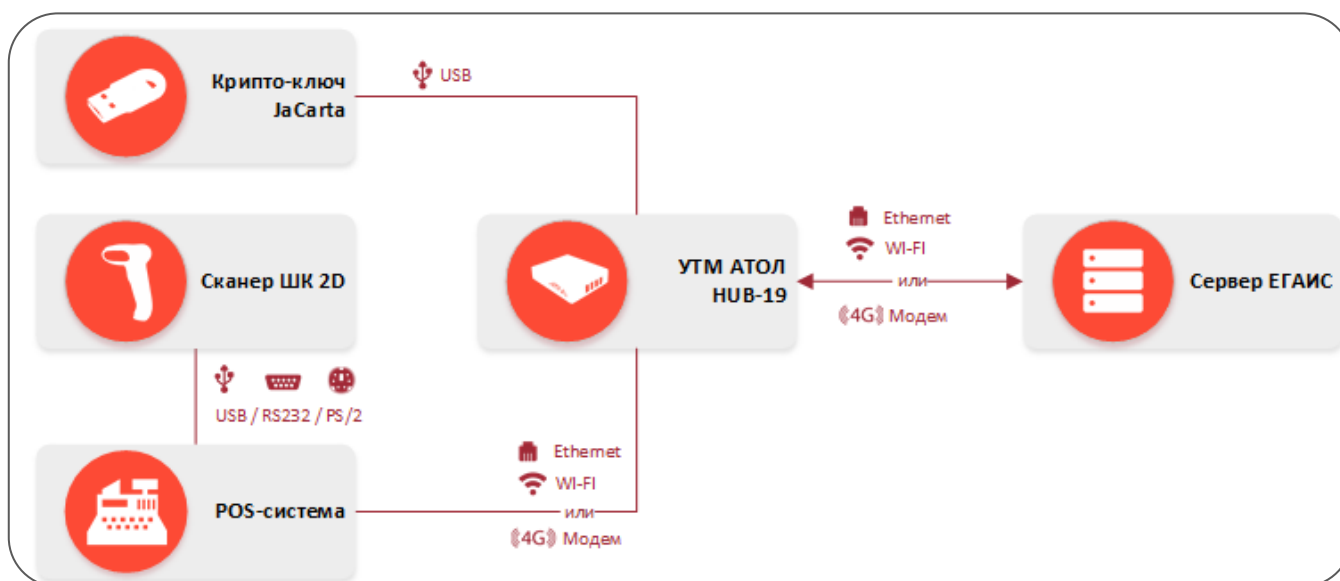 Крипто-ключ
JaCarta
USB
Сканер ШК 2D
USB / RS232 / PS/2
POS-система
Ethernet
WI-FI
или
4G Модем
УТМ АТОЛ
HUB-19
Ethernet
WI-FI
или
4G Модем
Сервер ЕГАИС